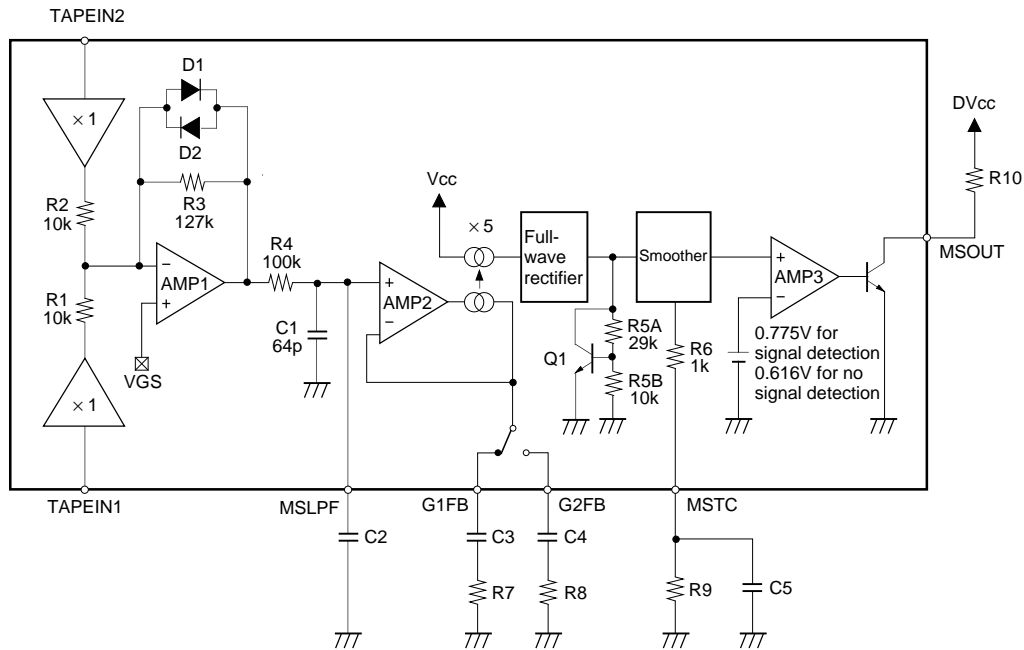 TAPEIN2
D1
× 1
D2
DVcc
R10
R2
10k
R3
127k
Vcc
× 5
Full-
wave
rectifier
Smoother
R4
100k
–
AMP1
+
+
AMP2
–
+
AMP3
–
MSOUT
R1
10k
C1
64p
VGS
× 1
Q1
R5A
29k
R5B
10k
R6
1k
0.775V for
signal detection
0.616V for no
signal detection
TAPEIN1
MSLPF
G1FB
G2FB
MSTC
C2
C3
C4
R7
R8
R9
C5